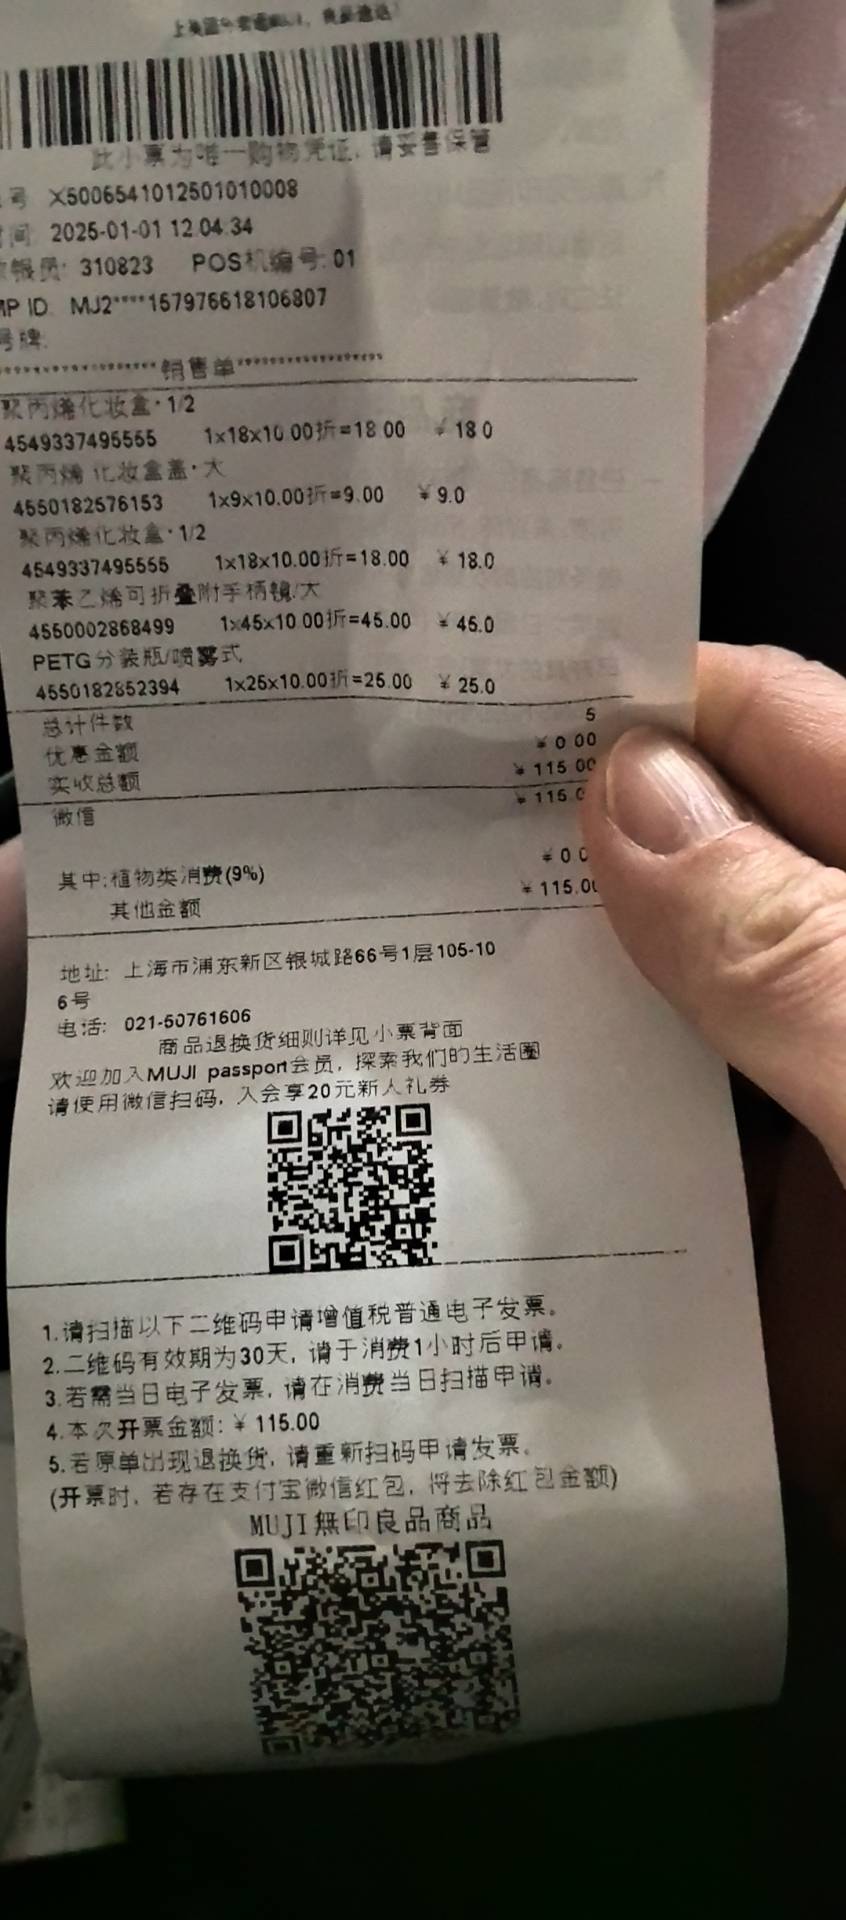 此小票为唯一购物凭证，请妥善保管
号 X5006541012501010008
间 2025-01-01 12:04:34
银员: 310823 POS机编号: 01
MP ID: MJ2****157976618106807
号牌:
销售单
聚丙烯化妆盒·1/2
4549337495555 1x18x10.00折=18.00 ￥18.0
聚丙烯 化妆盒盖·大
4550182576153 1x9x10.00折=9.00 ￥9.0
聚丙烯化妆盒·1/2
4549337495555 1x18x10.00折=18.00 ￥18.0
聚苯乙烯可折叠附手柄镜/大
4550002868499 1x45x10.00折=45.00 ￥45.0
PETG分装瓶/喷雾式
4550182852394 1x25x10.00折=25.00 ￥25.0
总计件数 5
优惠金额 ￥0.00
实收总额 ￥115.00
微信 ￥115.0
其中:植物类消费(9%) ￥0.0
其他金额 ￥115.00
地址: 上海市浦东新区银城路66号1层105-10
6号
电话: 021-50761606
商品退换货细则详见小票背面
欢迎加入MUJI passport会员，探索我们的生活圈
请使用微信扫码，入会享20元新人礼券
1.请扫描以下二维码申请增值税普通电子发票。
2.二维码有效期为30天，请于消费1小时后申请。
3.若需当日电子发票，请在消费当日扫描申请。
4.本次开票金额: ￥115.00
5.若原单出现退换货，请重新扫码申请发票。
(开票时，若存在支付宝微信红包，将去除红包金额)
MUJI無印良品商品